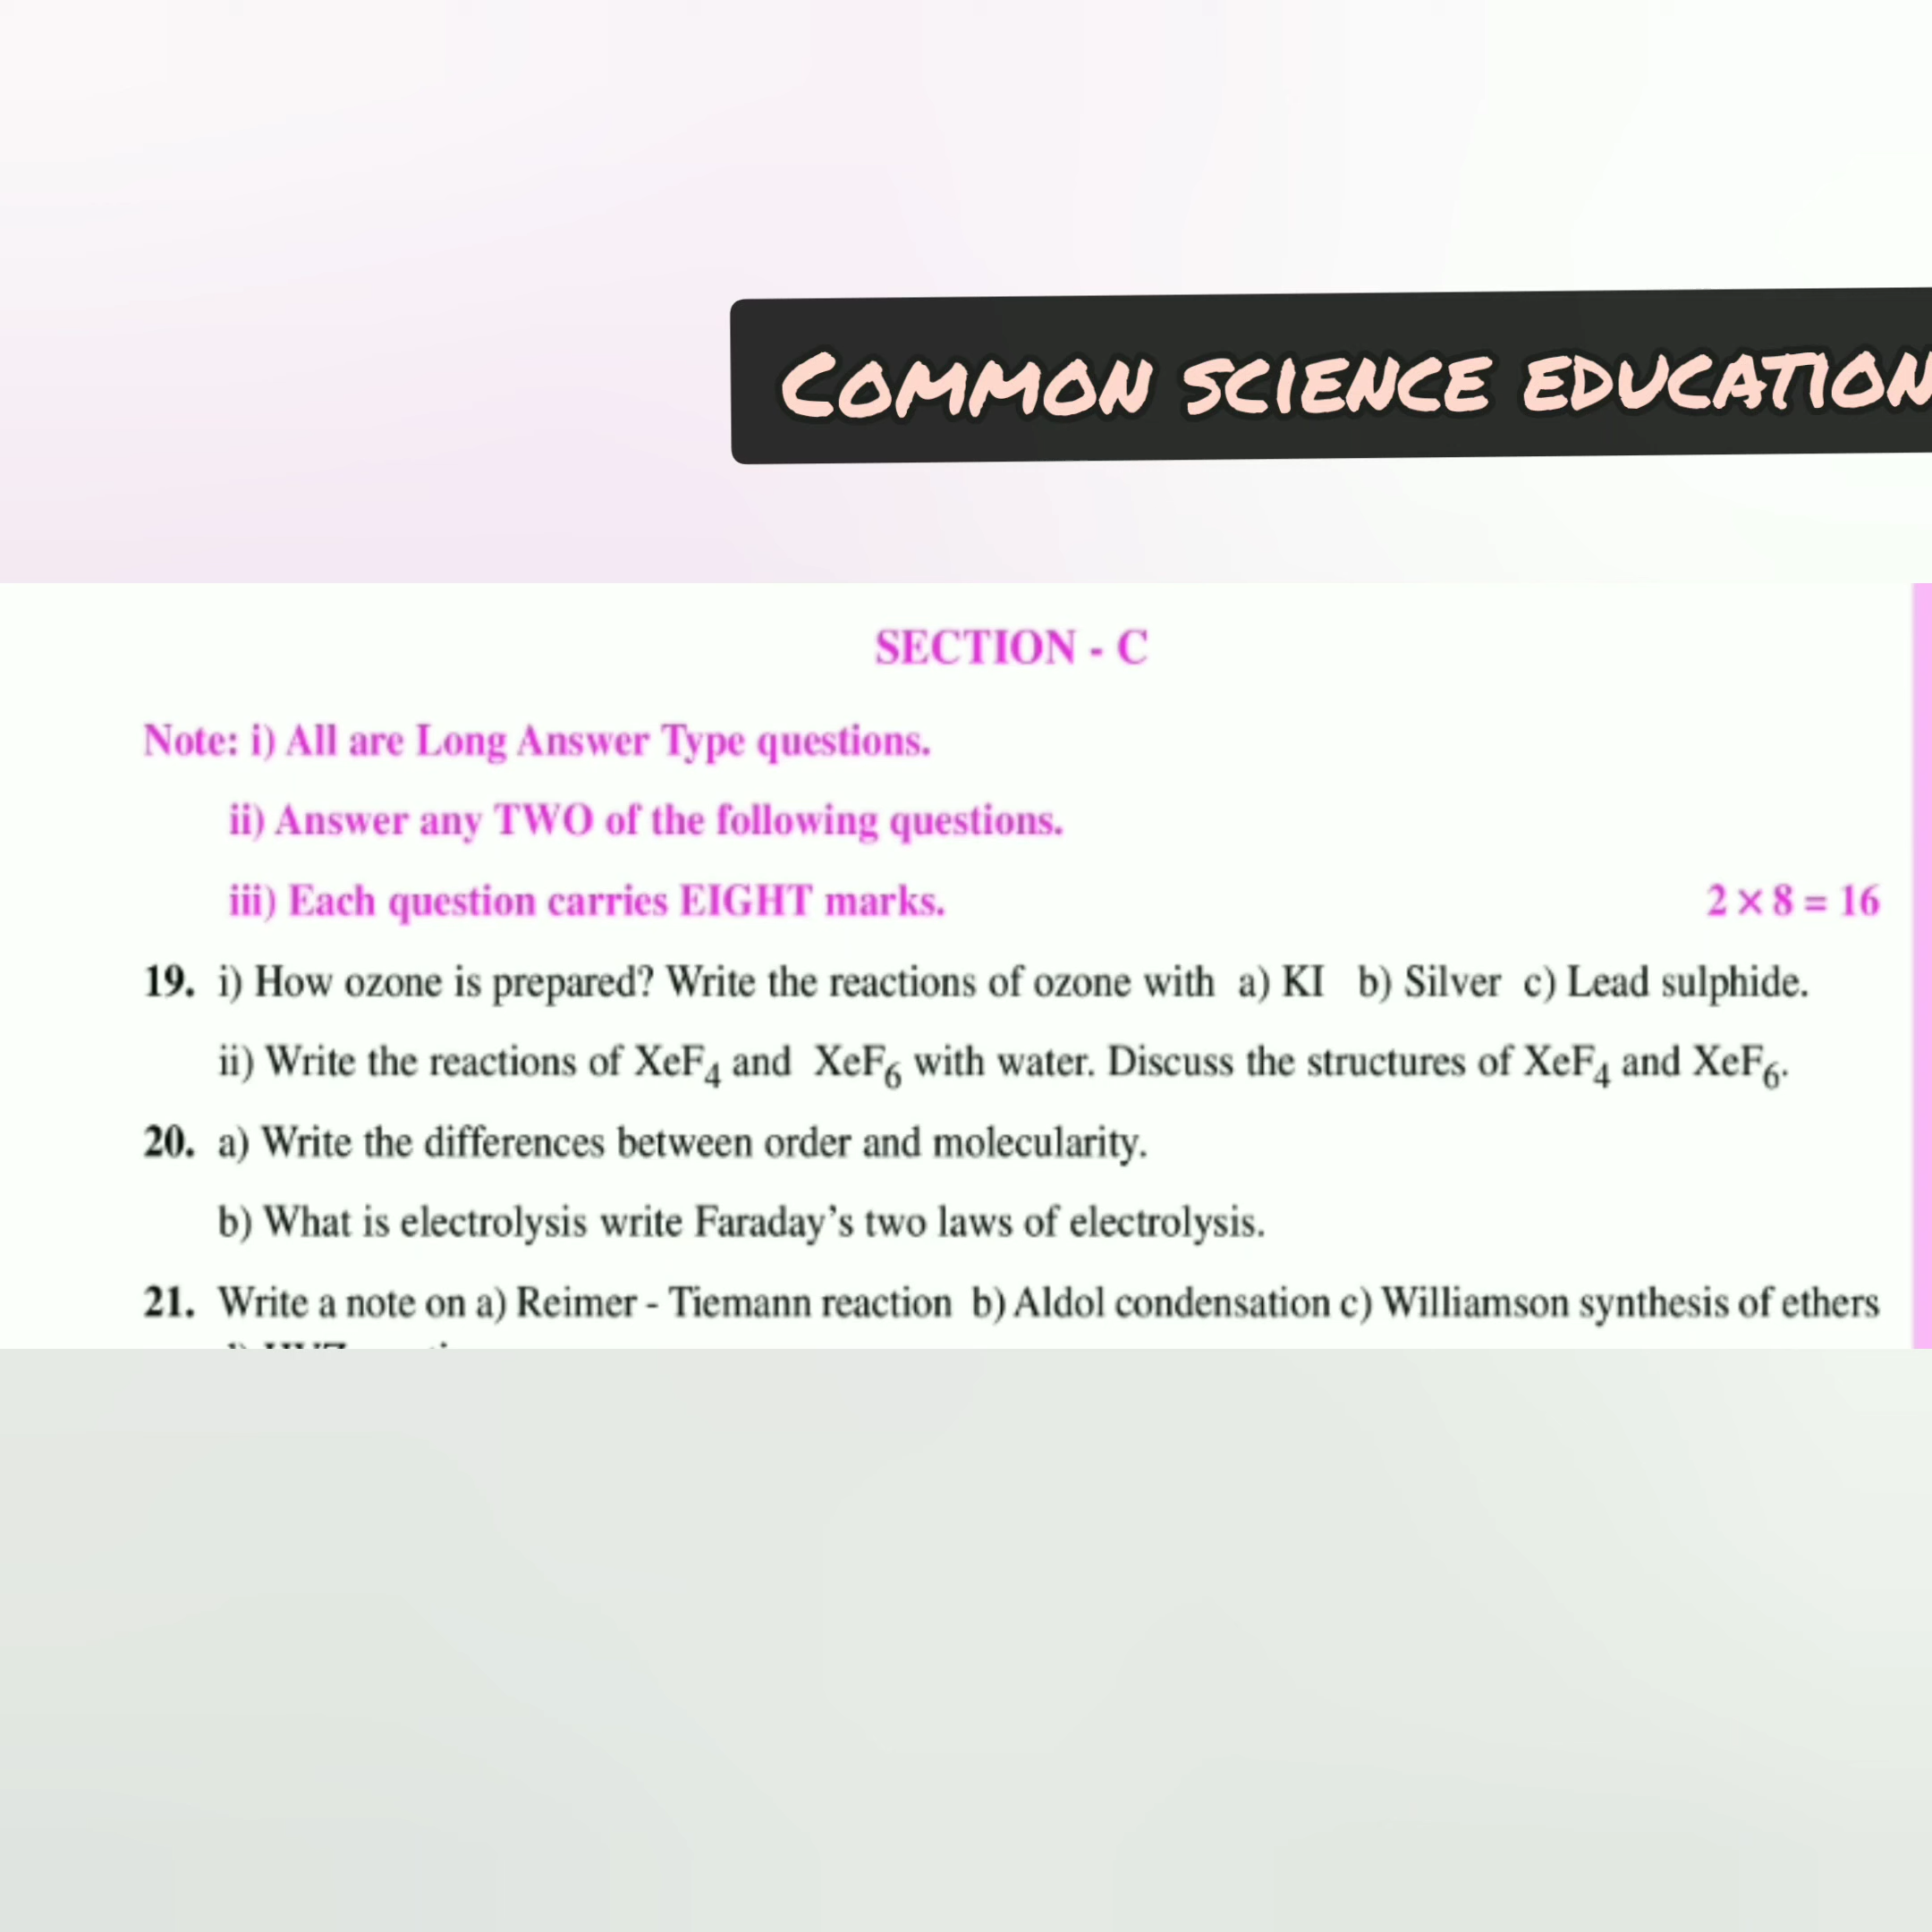 COMMON SCIENCE EDUCATION
SECTION - C
Note: i) All are Long Answer Type questions.
ii) Answer any TWO of the following questions.
iii) Each question carries EIGHT marks. 2 × 8 = 16
19. i) How ozone is prepared? Write the reactions of ozone with a) KI b) Silver c) Lead sulphide.
ii) Write the reactions of XeF₄ and XeF₆ with water. Discuss the structures of XeF₄ and XeF₆.
20. a) Write the differences between order and molecularity.
b) What is electrolysis write Faraday's two laws of electrolysis.
21. Write a note on a) Reimer - Tiemann reaction b) Aldol condensation c) Williamson synthesis of ethers